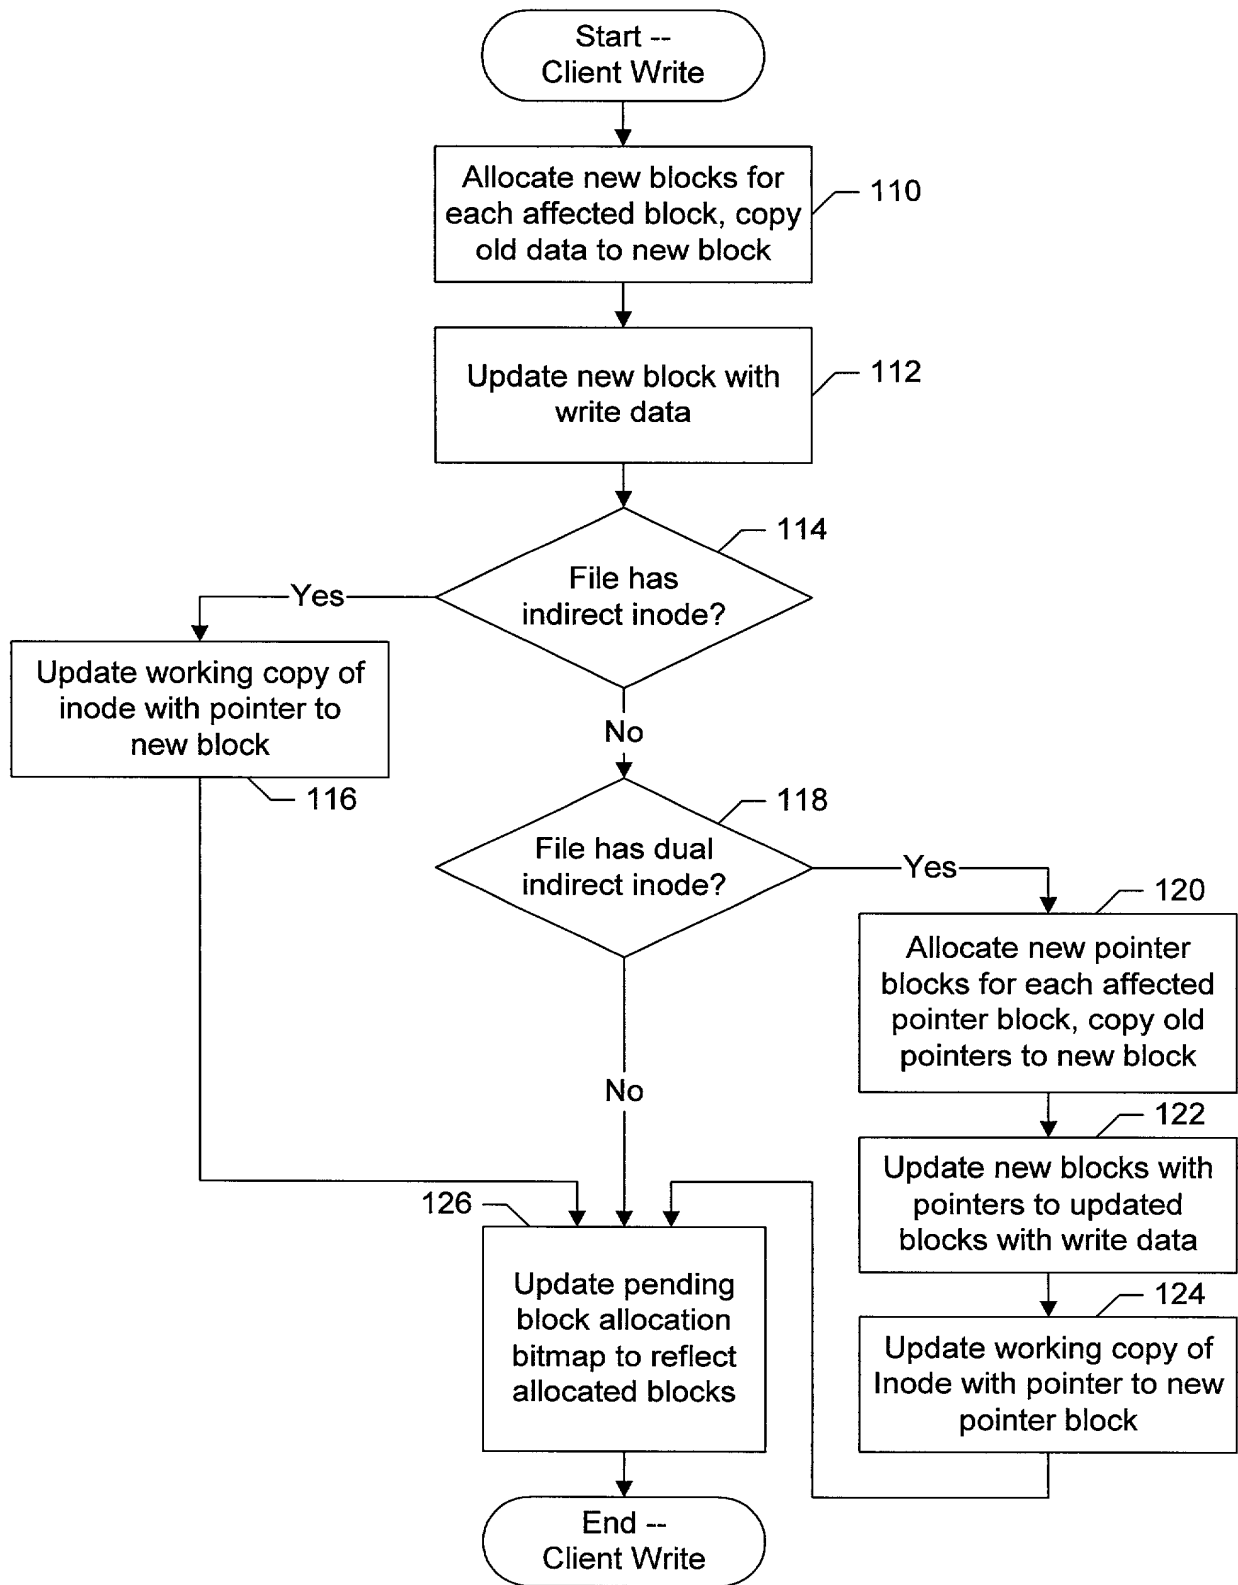 Start --
Client Write
Allocate new blocks for
each affected block, copy
old data to new block
110
Update new block with
write data
112
114
File has
indirect inode?
Yes
Update working copy of
inode with pointer to
new block
116
No
118
File has dual
indirect inode?
Yes
120
Allocate new pointer
blocks for each affected
pointer block, copy old
pointers to new block
No
122
Update new blocks with
pointers to updated
blocks with write data
126
Update pending
block allocation
bitmap to reflect
allocated blocks
124
Update working copy of
Inode with pointer to new
pointer block
End --
Client Write